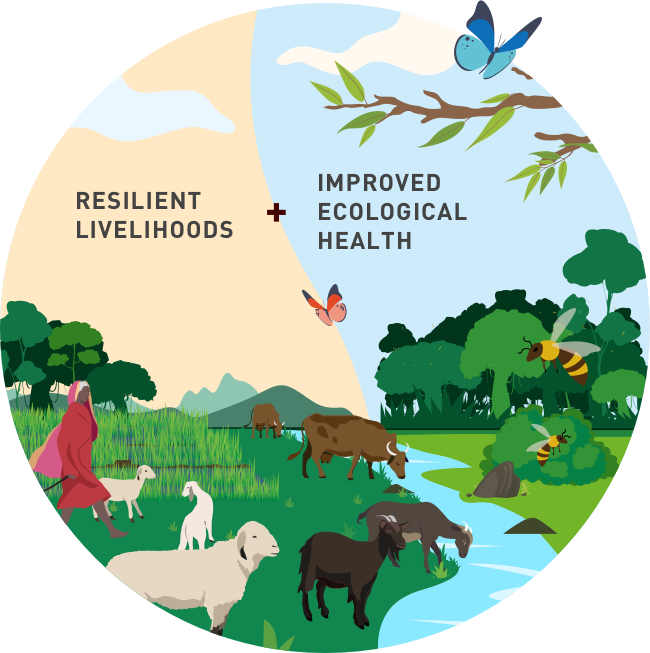 RESILIENT
LIVELIHOODS
+
IMPROVED
ECOLOGICAL
HEALTH